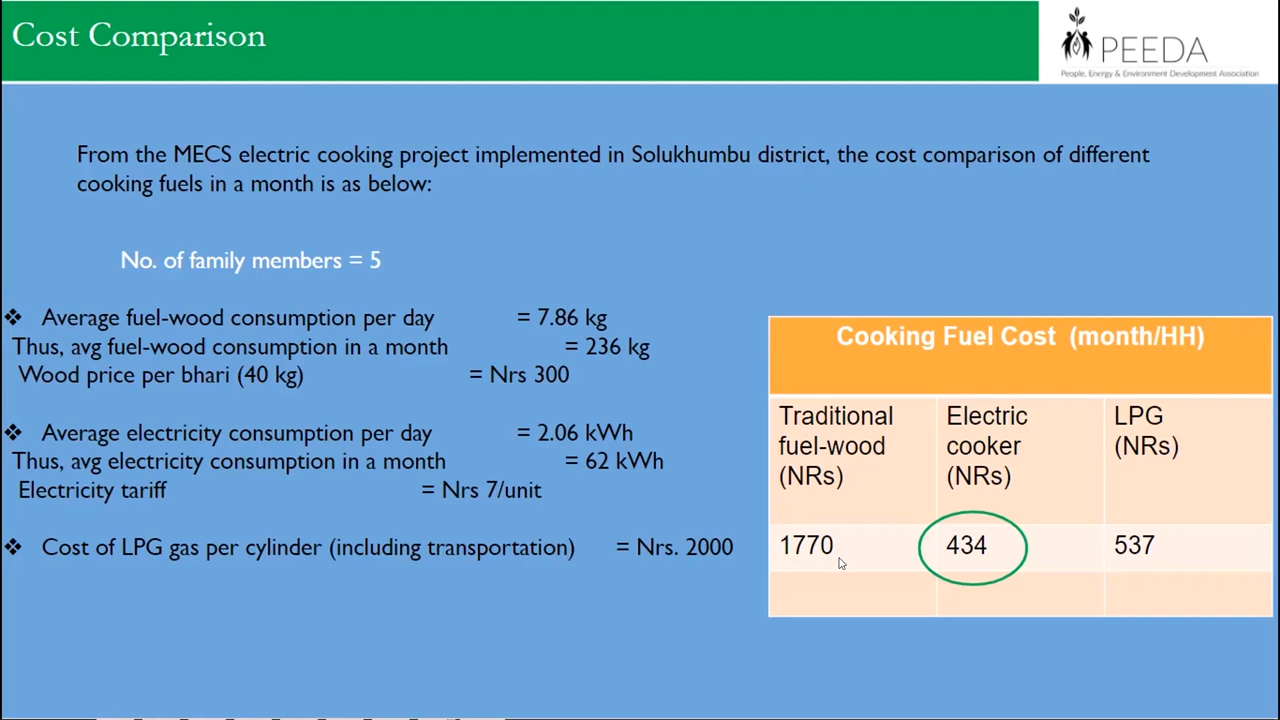 Cost Comparison
PEEDA
People, Energy & Environment Development Association
From the MECS electric cooking project implemented in Solukhumbu district, the cost comparison of different
cooking fuels in a month is as below:
No. of family members = 5
❖ Average fuel-wood consumption per day = 7.86 kg
Thus, avg fuel-wood consumption in a month = 236 kg
Wood price per bhari (40 kg) = Nrs 300
❖ Average electricity consumption per day = 2.06 kWh
Thus, avg electricity consumption in a month = 62 kWh
Electricity tariff = Nrs 7/unit
❖ Cost of LPG gas per cylinder (including transportation) = Nrs. 2000
Cooking Fuel Cost (month/HH)
Traditional
fuel-wood
(NRs)
Electric
cooker
(NRs)
LPG
(NRs)
1770 434 537